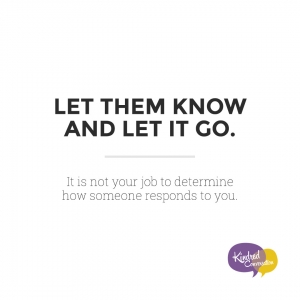 LET THEM KNOW
AND LET IT GO.
It is not your job to determine
how someone responds to you.
Kindred
Conversations